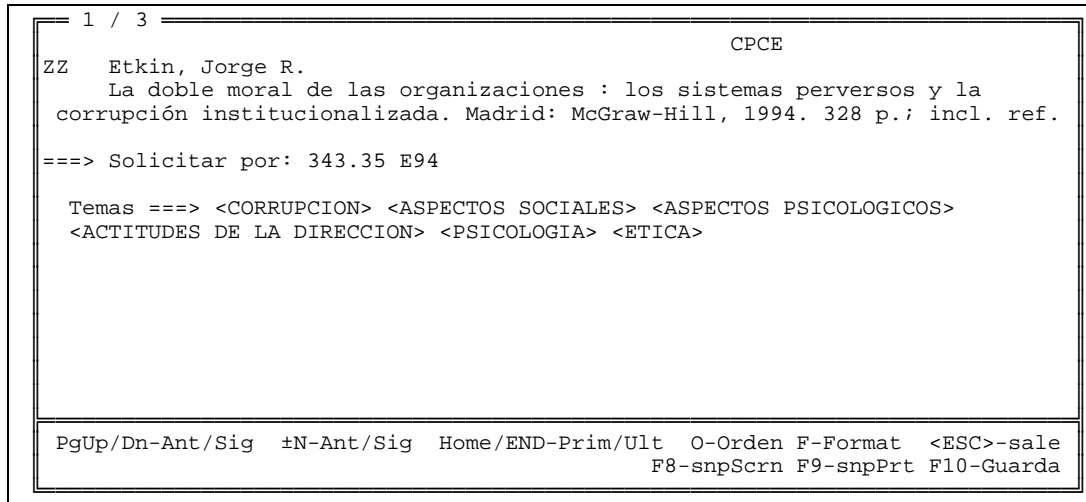 1 / 3
CPCE
ZZ Etkin, Jorge R.
La doble moral de las organizaciones : los sistemas perversos y la
corrupción institucionalizada. Madrid: McGraw-Hill, 1994. 328 p.; incl. ref.
===> Solicitar por: 343.35 E94
Temas ===> <CORRUPCION> <ASPECTOS SOCIALES> <ASPECTOS PSICOLOGICOS>
<ACTITUDES DE LA DIRECCION> <PSICOLOGIA> <ETICA>
PgUp/Dn-Ant/Sig ±N-Ant/Sig Home/END-Prim/Ult O-Orden F-Format <ESC>-sale
F8-snpScrn F9-snpPrt F10-Guarda